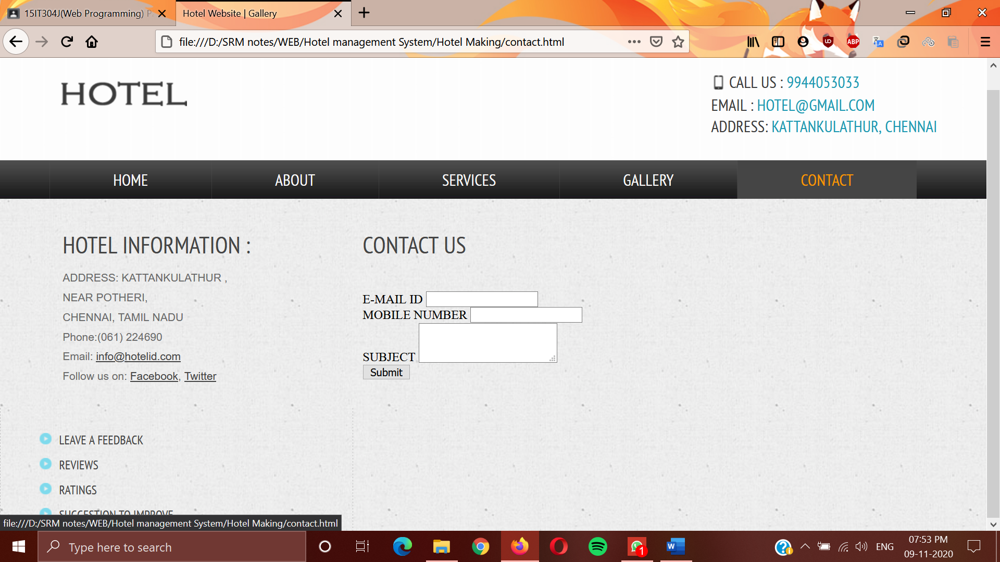 15IT304J(Web Programming) P
Hotel Website | Gallery
file:///D:/SRM notes/WEB/Hotel management System/Hotel Making/contact.html
ABP
HOTEL
CALL US : 9944053033
EMAIL : HOTEL@GMAIL.COM
ADDRESS: KATTANKULATHUR, CHENNAI
HOME
ABOUT
SERVICES
GALLERY
CONTACT
HOTEL INFORMATION :
ADDRESS: KATTANKULATHUR ,
NEAR POTHERI,
CHENNAI, TAMIL NADU
Phone:(061) 224690
Email: info@hotelid.com
Follow us on: Facebook, Twitter
CONTACT US
E-MAIL ID
MOBILE NUMBER
SUBJECT
Submit
LEAVE A FEEDBACK
REVIEWS
RATINGS
SUGGESTION TO IMPROVE
file:///D:/SRM notes/WEB/Hotel management System/Hotel Making/contact.html
Type here to search
1
W
ENG
07:53 PM
09-11-2020